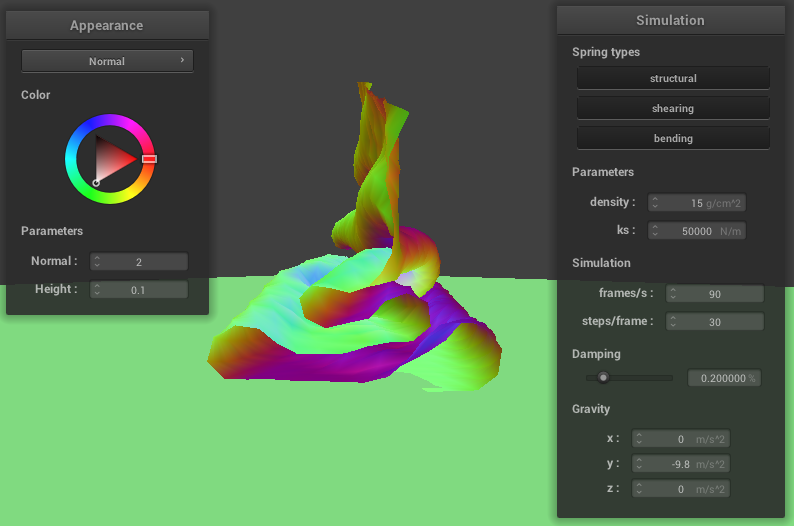 Appearance
Normal
Color
Parameters
Normal : 2
Height : 0.1
Simulation
Spring types
structural
shearing
bending
Parameters
density : 15 g/cm^2
ks : 50000 N/m
Simulation
frames/s : 90
steps/frame : 30
Damping
0.200000 %
Gravity
x : 0 m/s^2
y : -9.8 m/s^2
z : 0 m/s^2